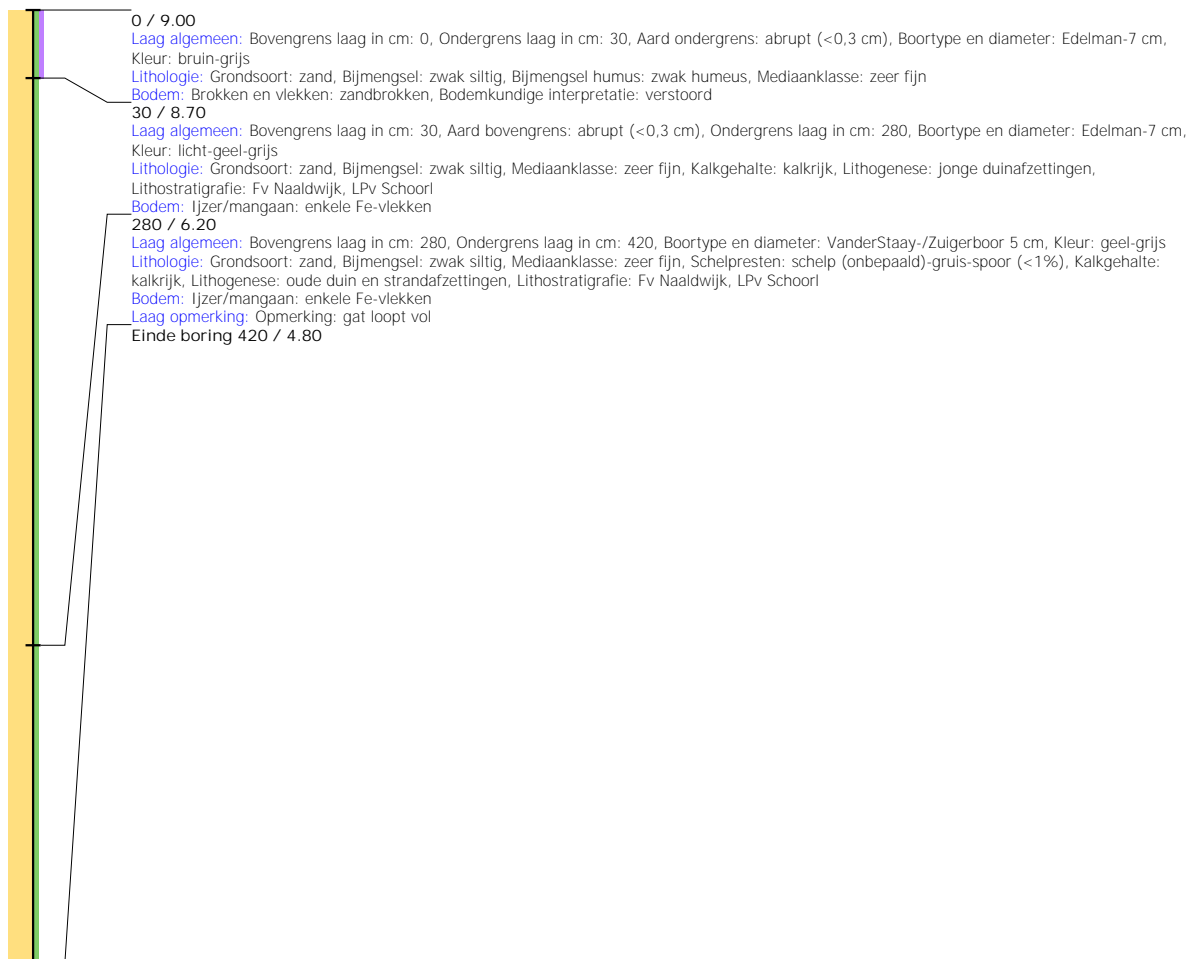 0 / 9.00
Laag algemeen: Bovengrens laag in cm: 0, Ondergrens laag in cm: 30, Aard ondergrens: abrupt (<0,3 cm), Boortype en diameter: Edelman-7 cm,
Kleur: bruin-grijs
Lithologie: Grondsoort: zand, Bijmengsel: zwak siltig, Bijmengsel humus: zwak humeus, Mediaanklasse: zeer fijn
Bodem: Brokken en vlekken: zandbrokken, Bodemkundige interpretatie: verstoord
30 / 8.70
Laag algemeen: Bovengrens laag in cm: 30, Aard bovengrens: abrupt (<0,3 cm), Ondergrens laag in cm: 280, Boortype en diameter: Edelman-7 cm,
Kleur: licht-geel-grijs
Lithologie: Grondsoort: zand, Bijmengsel: zwak siltig, Mediaanklasse: zeer fijn, Kalkgehalte: kalkrijk, Lithogenese: jonge duinafzettingen,
Lithostratigrafie: Fv Naaldwijk, LPv Schoorl
Bodem: Ijzer/mangaan: enkele Fe-vlekken
280 / 6.20
Laag algemeen: Bovengrens laag in cm: 280, Ondergrens laag in cm: 420, Boortype en diameter: VanderStaay-/Zuigerboor 5 cm, Kleur: geel-grijs
Lithologie: Grondsoort: zand, Bijmengsel: zwak siltig, Mediaanklasse: zeer fijn, Schelpresten: schelp (onbepaald)-gruis-spoor (<1%), Kalkgehalte:
kalkrijk, Lithogenese: oude duin en strandafzettingen, Lithostratigrafie: Fv Naaldwijk, LPv Schoorl
Bodem: Ijzer/mangaan: enkele Fe-vlekken
Laag opmerking: Opmerking: gat loopt vol
Einde boring 420 / 4.80